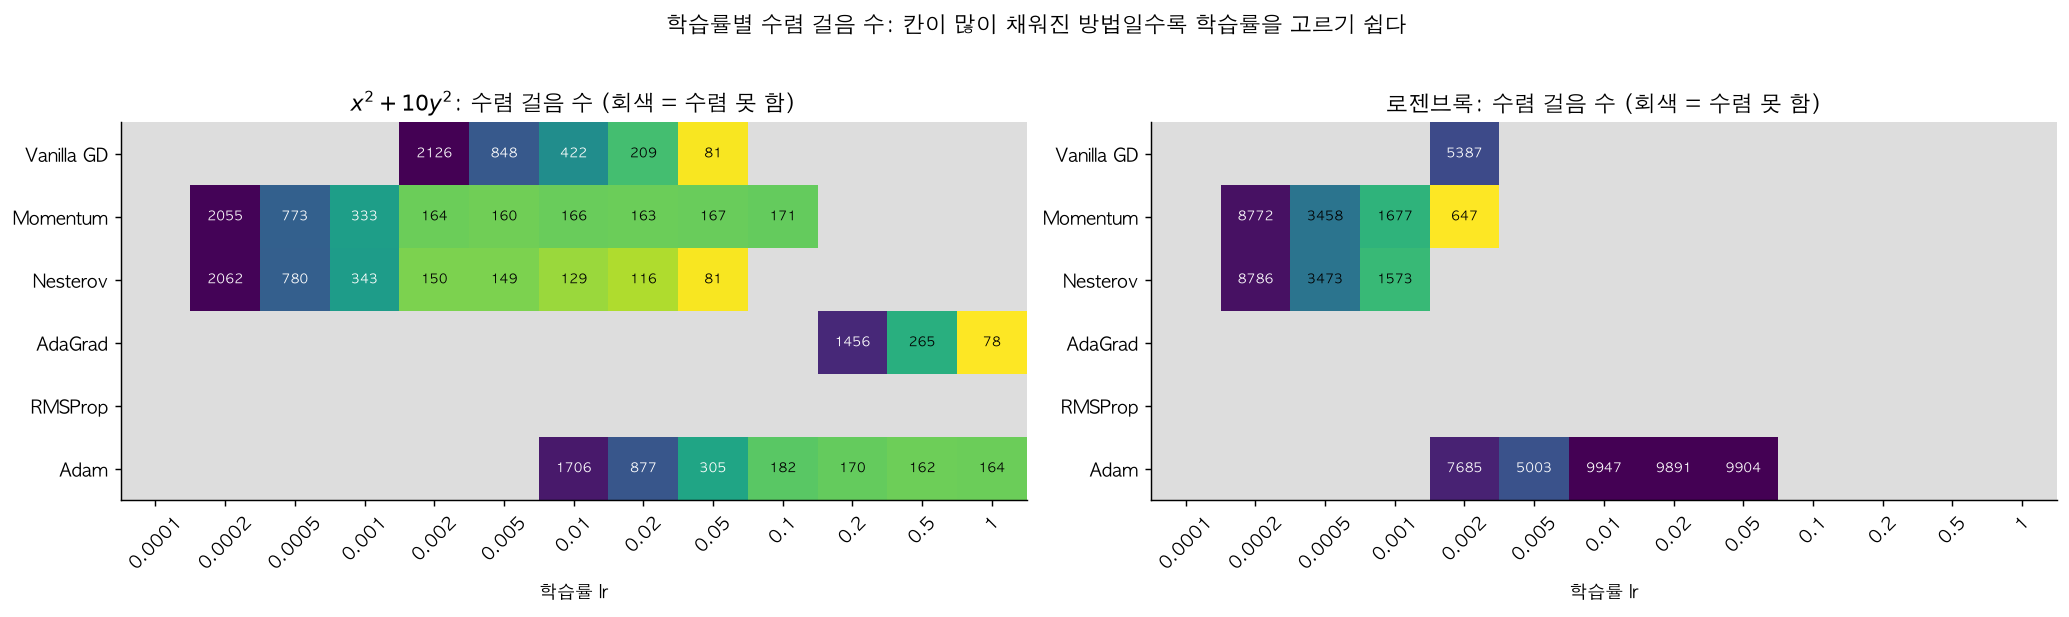 학습률별 수렴 걸음 수: 칸이 많이 채워진 방법일수록 학습률을 고르기 쉽다
x² + 10y²: 수렴 걸음 수 (회색 = 수렴 못 함)
Vanilla GD 2126 848 422 209 81
Momentum 2055 773 333 164 160 166 163 167 171
Nesterov 2062 780 343 150 149 129 116 81
AdaGrad 1456 265 78
RMSProp
Adam 1706 877 305 182 170 162 164
0.0001 0.0002 0.0005 0.001 0.002 0.005 0.01 0.02 0.05 0.1 0.2 0.5 1
학습률 lr
로젠브록: 수렴 걸음 수 (회색 = 수렴 못 함)
Vanilla GD 5387
Momentum 8772 3458 1677 647
Nesterov 8786 3473 1573
AdaGrad
RMSProp
Adam 7685 5003 9947 9891 9904
0.0001 0.0002 0.0005 0.001 0.002 0.005 0.01 0.02 0.05 0.1 0.2 0.5 1
학습률 lr